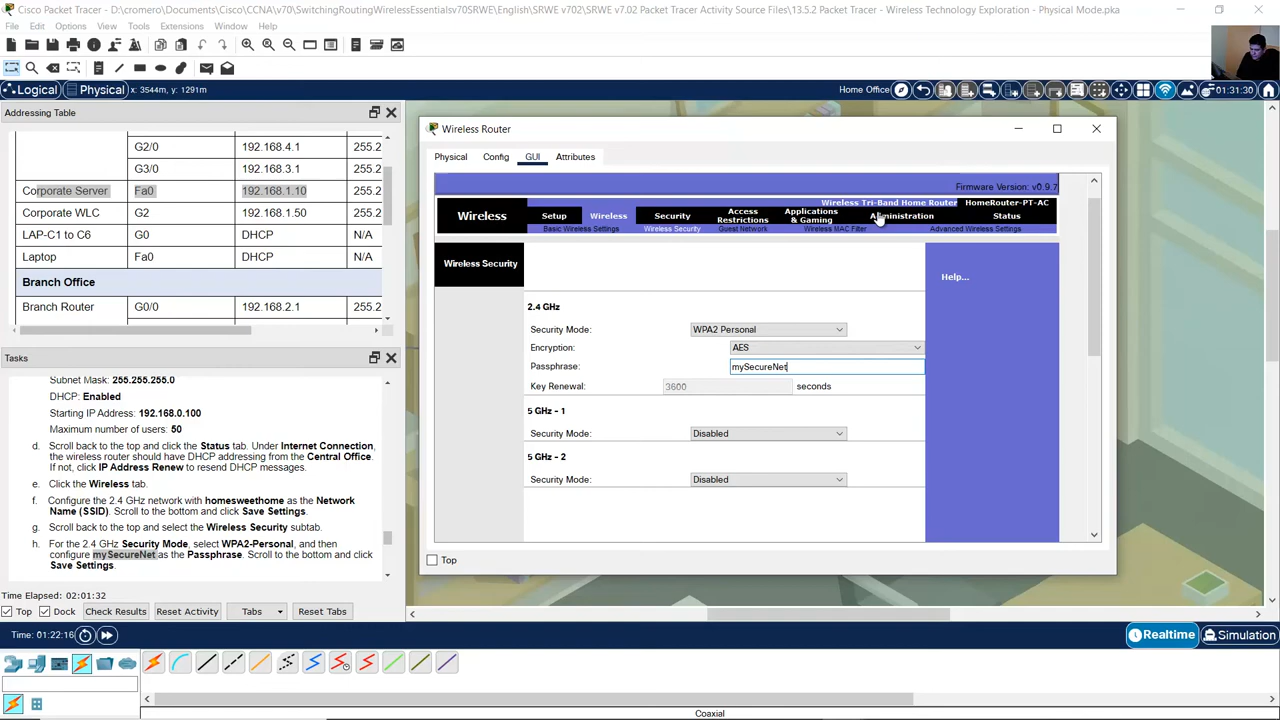 Cisco Packet Tracer - D:\cromero\Documents\Cisco\CCNA\v70\SwitchingRoutingWirelessEssentialsv70SRWE\English\SRWE v702\SRWE v7.02 Packet Tracer Activity Source Files\13.5.2 Packet Tracer - Wireless Technology Exploration - Physical Mode.pka
File Edit Options View Tools Extensions Window Help
Logical Physical x: 3544m, y: 1291m Home Office 01:31:30
Addressing Table
G2/0 192.168.4.1 255.2
G3/0 192.168.3.1 255.2
Corporate Server Fa0 192.168.1.10 255.2
Corporate WLC G2 192.168.1.50 255.2
LAP-C1 to C6 G0 DHCP N/A
Laptop Fa0 DHCP N/A
Branch Office
Branch Router G0/0 192.168.2.1 255.2
Tasks
Subnet Mask: 255.255.255.0
DHCP: Enabled
Starting IP Address: 192.168.0.100
Maximum number of users: 50
d. Scroll back to the top and click the Status tab. Under Internet Connection,
the wireless router should have DHCP addressing from the Central Office.
If not, click IP Address Renew to resend DHCP messages.
e. Click the Wireless tab.
f. Configure the 2.4 GHz network with homesweethome as the Network
Name (SSID). Scroll to the bottom and click Save Settings.
g. Scroll back to the top and select the Wireless Security subtab.
h. For the 2.4 GHz Security Mode, select WPA2-Personal, and then
configure mySecureNet as the Passphrase. Scroll to the bottom and click
Save Settings.
Time Elapsed: 02:01:32
Top Dock Check Results Reset Activity Tabs Reset Tabs
Wireless Router
Physical Config GUI Attributes
Firmware Version: v0.9.7
Wireless Tri-Band Home Router HomeRouter-PT-AC
Wireless Setup Wireless Security Access Restrictions Applications & Gaming Administration Status
Basic Wireless Settings Wireless Security Guest Network Wireless MAC Filter Advanced Wireless Settings
Wireless Security
Help...
2.4 GHz
Security Mode: WPA2 Personal
Encryption: AES
Passphrase: mySecureNet
Key Renewal: 3600 seconds
5 GHz - 1
Security Mode: Disabled
5 GHz - 2
Security Mode: Disabled
Top
Time: 01:22:16 Realtime Simulation
Coaxial